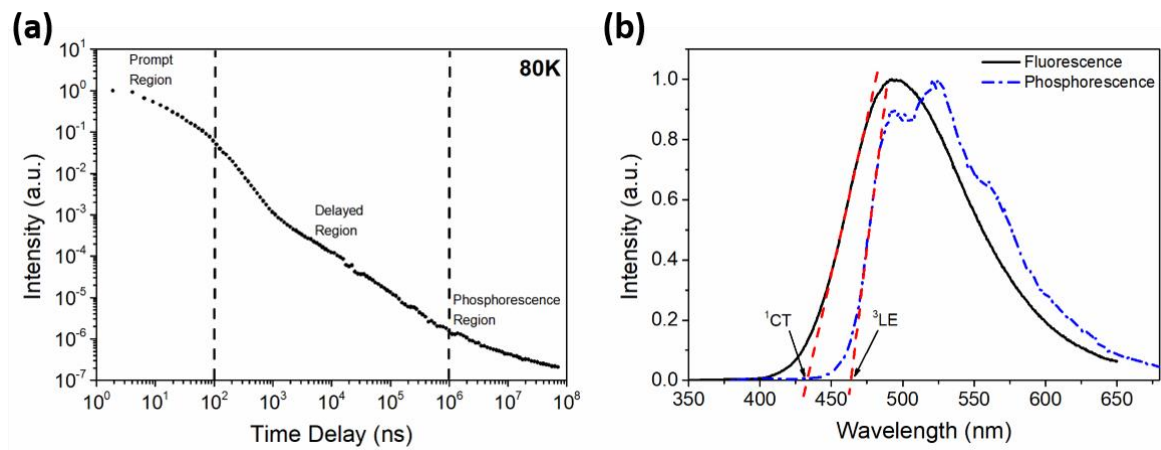 (a)
10¹
10⁰
10⁻¹
10⁻²
10⁻³
10⁻⁴
10⁻⁵
10⁻⁶
10⁻⁷
Intensity (a.u.)
Prompt
Region
80K
Delayed
Region
Phosphorescence
Region
10⁰ 10¹ 10² 10³ 10⁴ 10⁵ 10⁶ 10⁷ 10⁸
Time Delay (ns)
(b)
Fluorescence
Phosphorescence
1.0
0.8
0.6
0.4
0.2
0.0
Intensity (a.u.)
¹CT
³LE
350 400 450 500 550 600 650
Wavelength (nm)